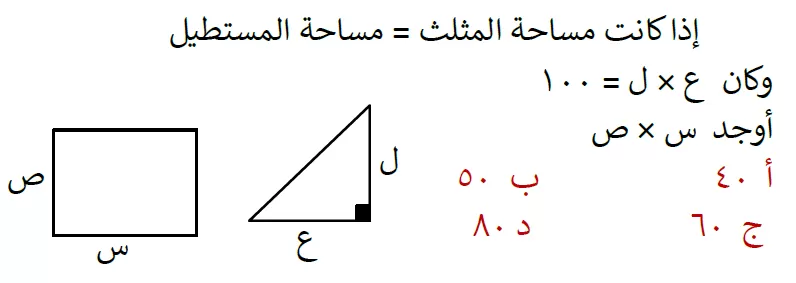 إذا كانت مساحة المثلث = مساحة المستطيل
وكان ع × ل = ١٠٠
أوجد س × ص
أ ٤٠ ب ٥٠
ج ٦٠ د ٨٠
ل
ع
ص
س